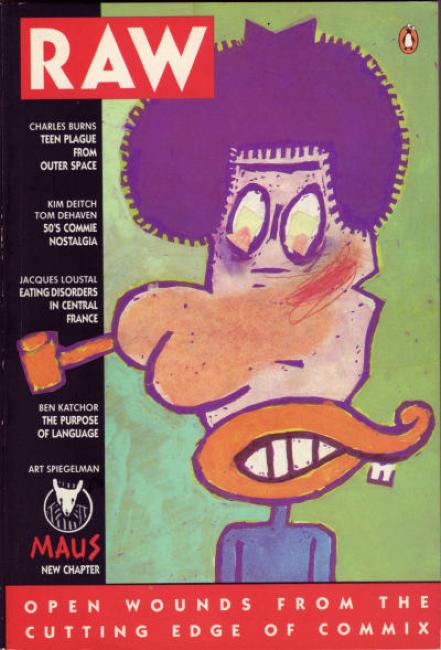 RAW
CHARLES BURNS
TEEN PLAGUE
FROM
OUTER SPACE
KIM DEITCH
TOM DEHAVEN
50'S COMMIE
NOSTALGIA
JACQUES LOUSTAL
EATING DISORDERS
IN CENTRAL
FRANCE
BEN KATCHOR
THE PURPOSE
OF LANGUAGE
ART SPIEGELMAN
MAUS
NEW CHAPTER
OPEN WOUNDS FROM THE
CUTTING EDGE OF COMMIX